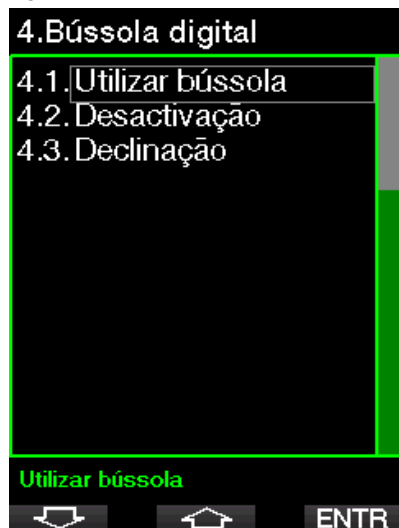 4.Bússola digital
4.1.Utilizar bússola
4.2.Desactivação
4.3.Declinação
Utilizar bússola
ENTR